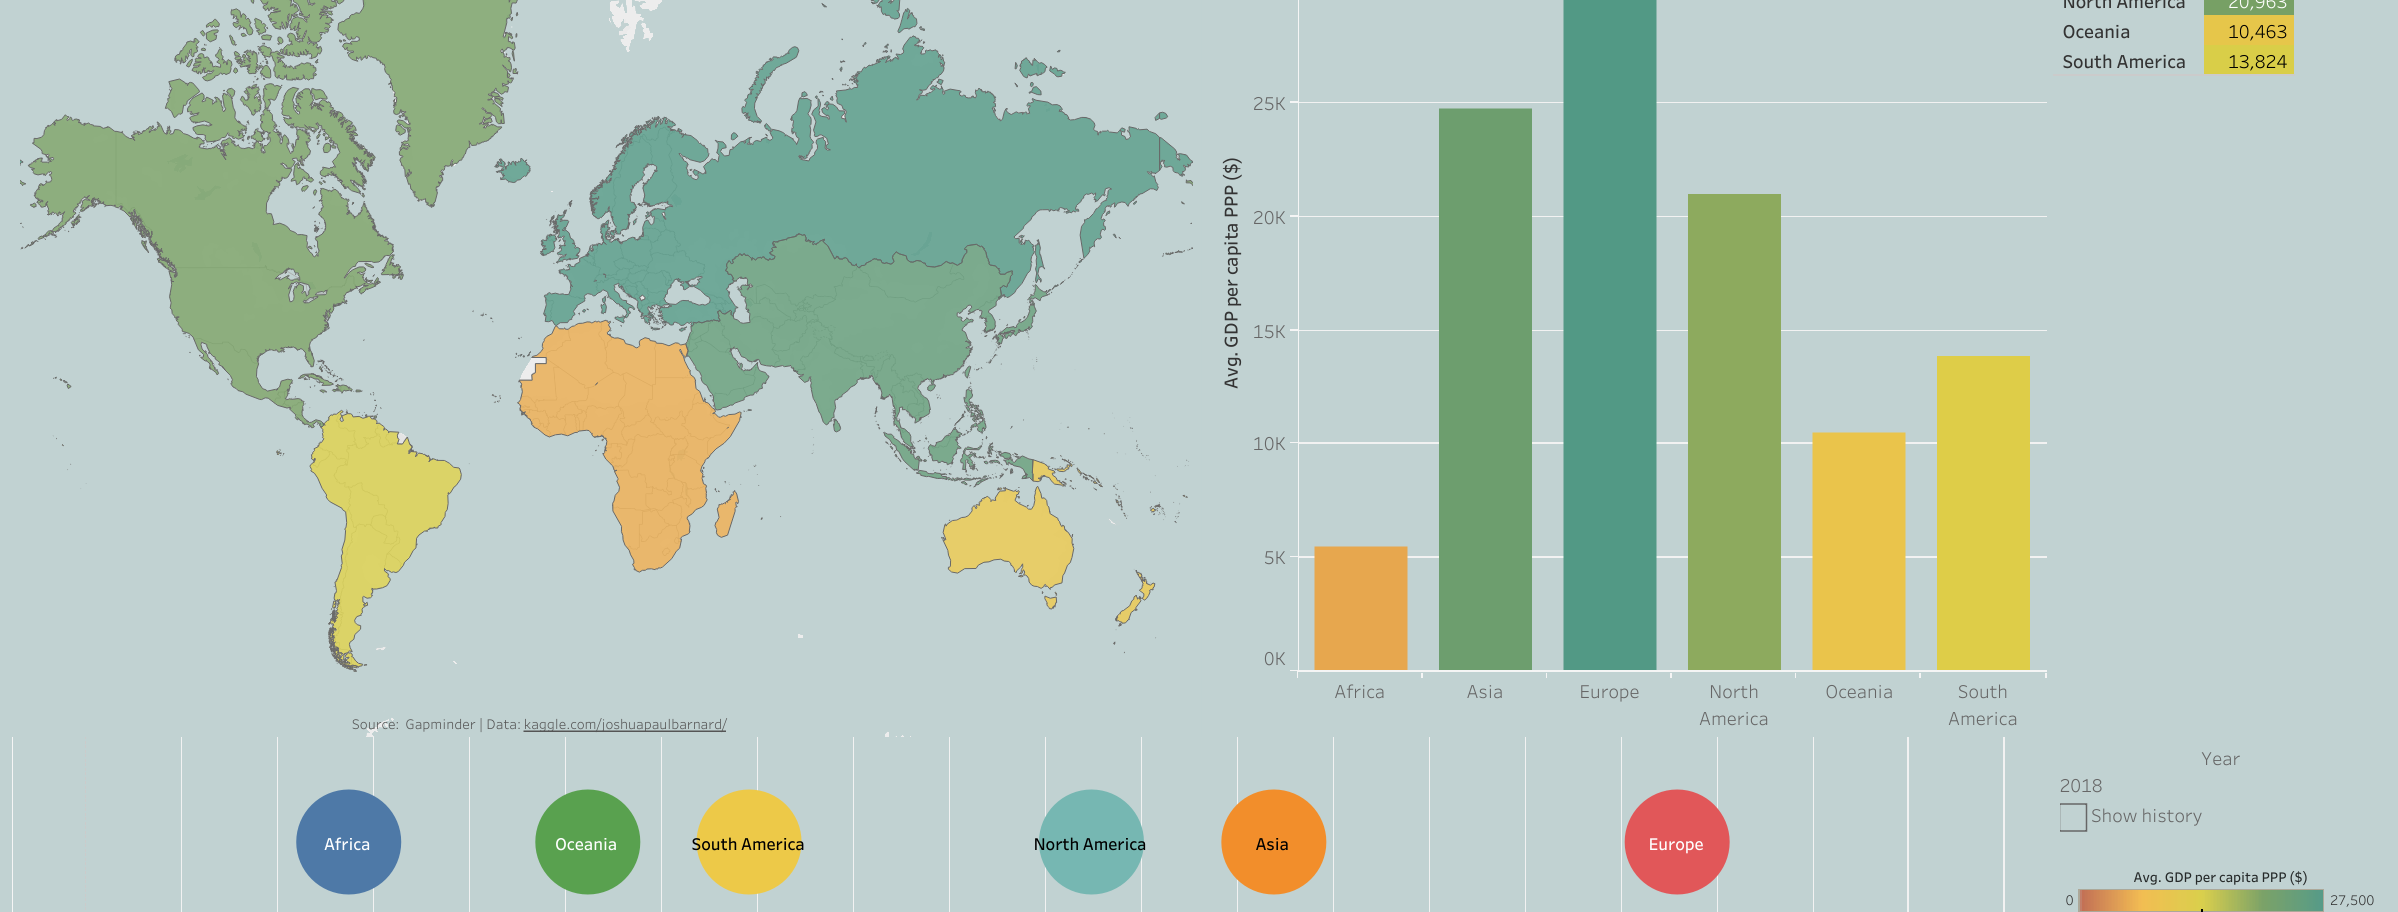 North America 20,963
Oceania 10,463
South America 13,824
Avg. GDP per capita PPP ($)
25K
20K
15K
10K
5K
0K
Africa Asia Europe North America Oceania South America
Source: Gapminder | Data: kaggle.com/joshuapaulbarnard/
Year
2018
Show history
Africa Oceania South America North America Asia Europe
Avg. GDP per capita PPP ($)
0 27,500